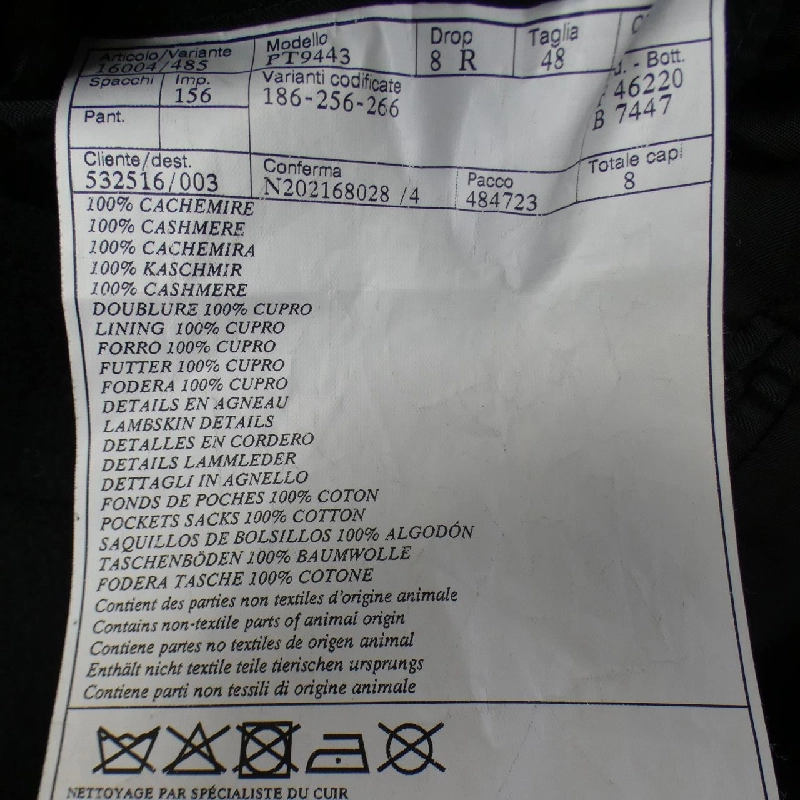 Articolo/Variante Modello Drop Taglia
16004/485 PT9443 8 R 48
Spacchi Imp. Varianti codificate - Bott.
156 186-256-266 46220
Pant. B 7447
Cliente/dest. Conferma Pacco Totale capi
532516/003 N202168028 /4 484723 8
100% CACHEMIRE
100% CASHMERE
100% CACHEMIRA
100% KASCHMIR
100% CASHMERE
DOUBLURE 100% CUPRO
LINING 100% CUPRO
FORRO 100% CUPRO
FUTTER 100% CUPRO
FODERA 100% CUPRO
DETAILS EN AGNEAU
LAMBSKIN DETAILS
DETALLES EN CORDERO
DETAILS LAMMLEDER
DETTAGLI IN AGNELLO
FONDS DE POCHES 100% COTON
POCKETS SACKS 100% COTTON
SAQUILLOS DE BOLSILLOS 100% ALGODÓN
TASCHENBÖDEN 100% BAUMWOLLE
FODERA TASCHE 100% COTONE
Contient des parties non textiles d'origine animale
Contains non-textile parts of animal origin
Contiene partes no textiles de origen animal
Enthält nicht textile teile tierischen ursprungs
Contiene parti non tessili di origine animale
NETTOYAGE PAR SPÉCIALISTE DU CUIR